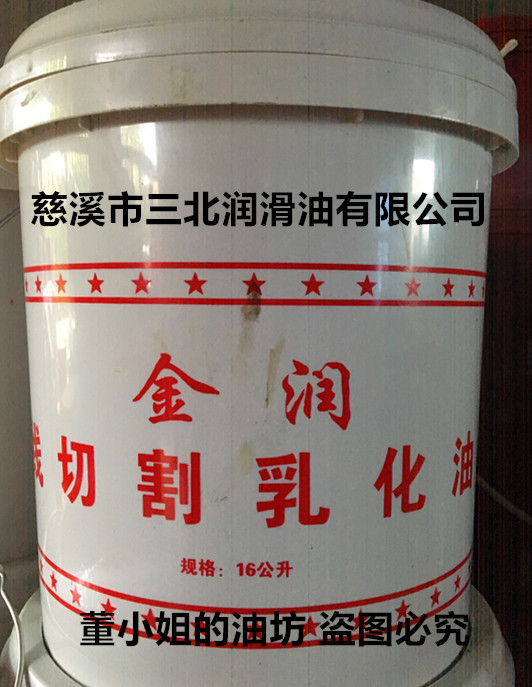 慈溪市三北润滑油有限公司
金润
切割乳化油
规格：16公升
董小姐的油坊 盗图必究